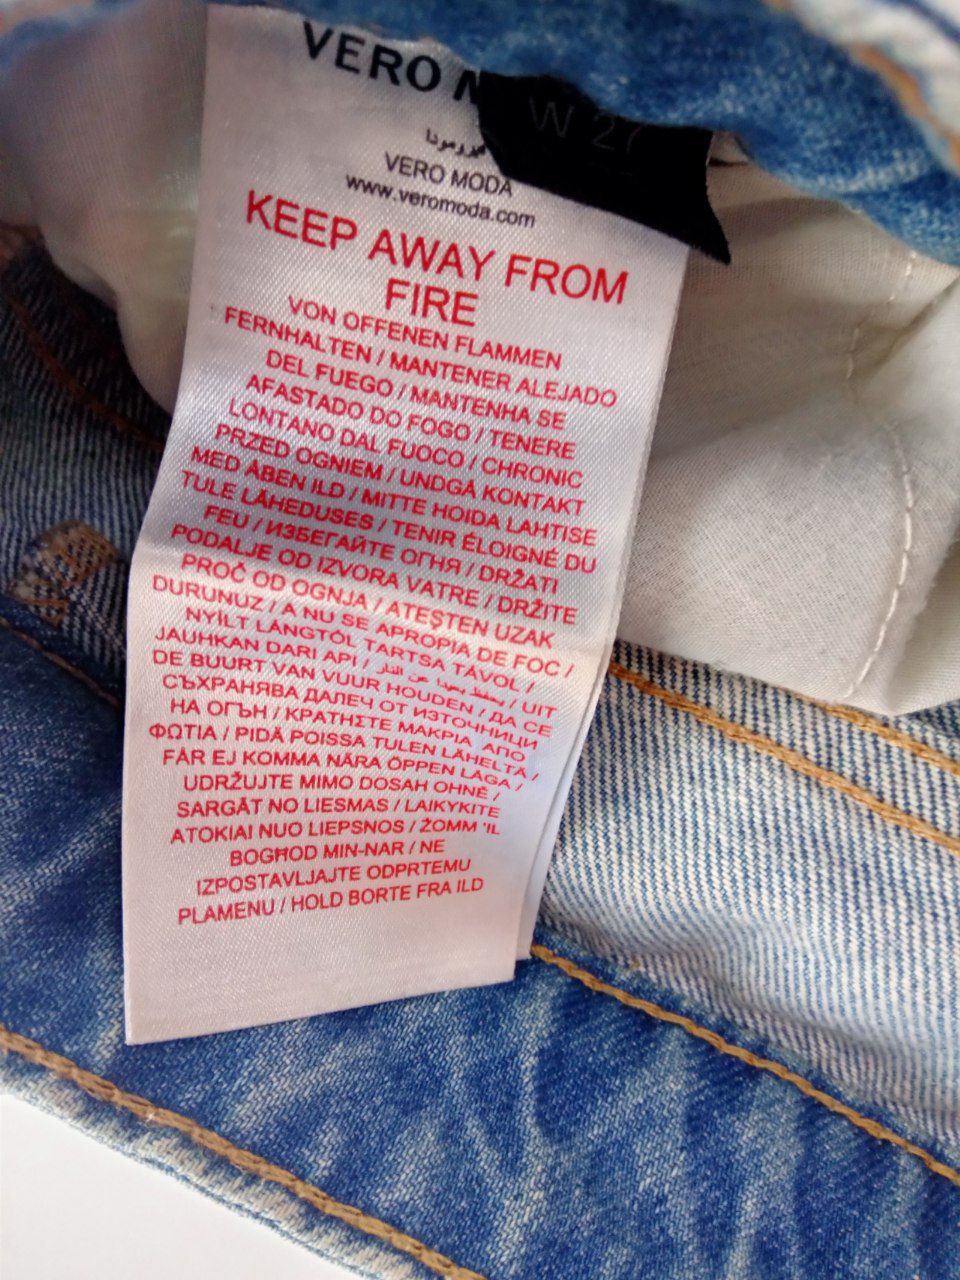 VERO
W 27
فيرومودا
VERO MODA
www.veromoda.com
KEEP AWAY FROM
FIRE
VON OFFENEN FLAMMEN
FERNHALTEN / MANTENER ALEJADO
DEL FUEGO / MANTENHA SE
AFASTADO DO FOGO / TENERE
LONTANO DAL FUOCO / CHRONIC
PRZED OGNIEM / UNDGÅ KONTAKT
MED ÅBEN ILD / MITTE HOIDA LAHTISE
TULE LÄHEDUSES / TENIR ÉLOIGNÉ DU
FEU / ИЗБЕГАЙТЕ ОГНЯ / DRŽATI
PODALJE OD IZVORA VATRE / DRŽITE
PROČ OD OGNJA / ATEŞTEN UZAK
DURUNUZ / A NU SE APROPIA DE FOC /
NYÍLT LÁNGTÓL TARTSA TÁVOL /
JAUHKAN DARI API / يحفظ بعيدا عن النار / UIT
DE BUURT VAN VUUR HOUDEN / ДА СЕ
СЪХРАНЯВА ДАЛЕЧ ОТ ИЗТОЧНИЦИ
НА ОГЪН / ΚΡΑΤΗΣΤΕ ΜΑΚΡΙΑ ΑΠΟ
ΦΩΤΙΑ / PIDÄ POISSA TULEN LÄHELTÄ /
FÅR EJ KOMMA NÄRA ÖPPEN LÅGA /
UDRŽUJTE MIMO DOSAH OHNĚ /
SARGĀT NO LIESMAS / LAIKYKITE
ATOKIAI NUO LIEPSNOS / ŻOMM 'IL
BOGĦOD MIN-NAR / NE
IZPOSTAVLJAJTE ODPRTEMU
PLAMENU / HOLD BORTE FRA ILD